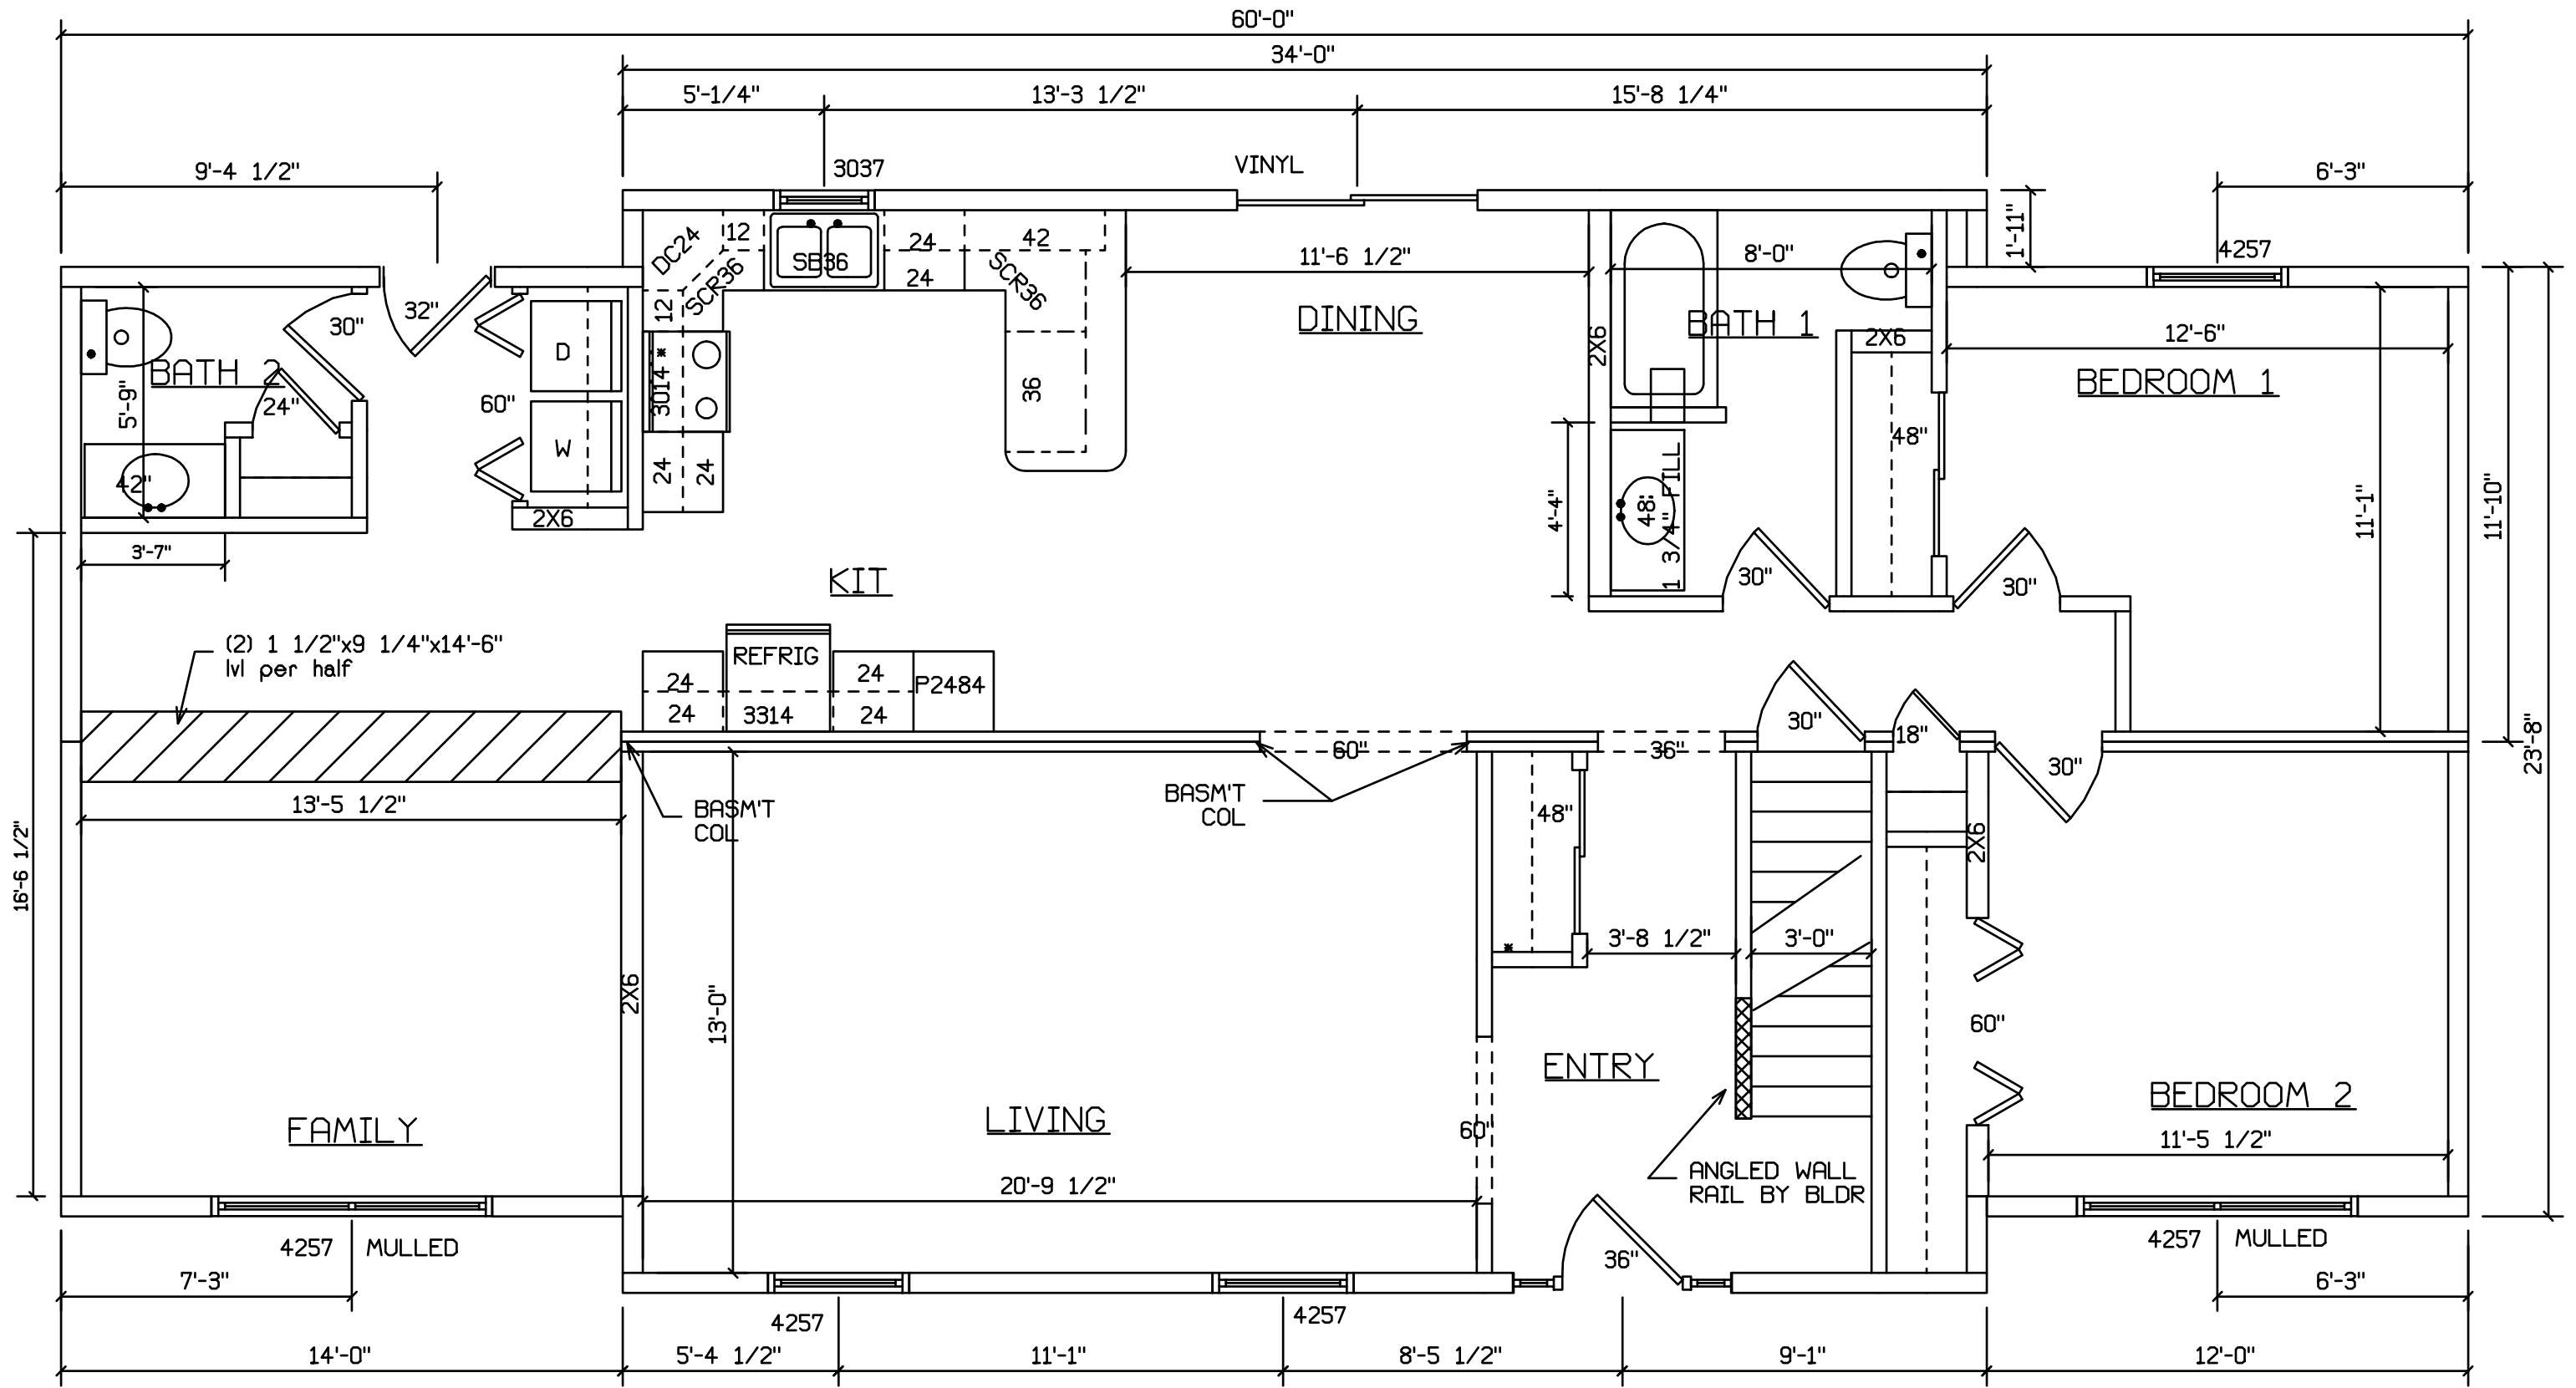 60'-0"
34'-0"
5'-1/4"
13'-3 1/2"
15'-8 1/4"
9'-4 1/2"
3037
VINYL
6'-3"
1'-11"
4257
DC24
12
SB36
24
42
11'-6 1/2"
8'-0"
SCR36
24
SCR36
12
32"
30"
D
DINING
BATH 1
2X6
2X6
12'-6"
BATH 2
5'-9"
24"
60"
3014 *
36
BEDROOM 1
48"
W
42"
24
24
48"
1 3/4" FILL
4'-4"
11'-1"
11'-10"
2X6
3'-7"
KIT
30"
30"
(2) 1 1/2"x9 1/4"x14'-6"
lvl per half
REFRIG
24
24
P2484
24
3314
24
60"
36"
30"
18"
30"
23'-8"
13'-5 1/2"
BASM'T
COL
BASM'T
COL
48"
2X6
16'-6 1/2"
2X6
13'-0"
*
3'-8 1/2"
3'-0"
60"
ENTRY
BEDROOM 2
FAMILY
LIVING
60"
11'-5 1/2"
ANGLED WALL
RAIL BY BLDR
20'-9 1/2"
4257 MULLED
36"
4257 MULLED
7'-3"
6'-3"
4257
4257
14'-0"
5'-4 1/2"
11'-1"
8'-5 1/2"
9'-1"
12'-0"